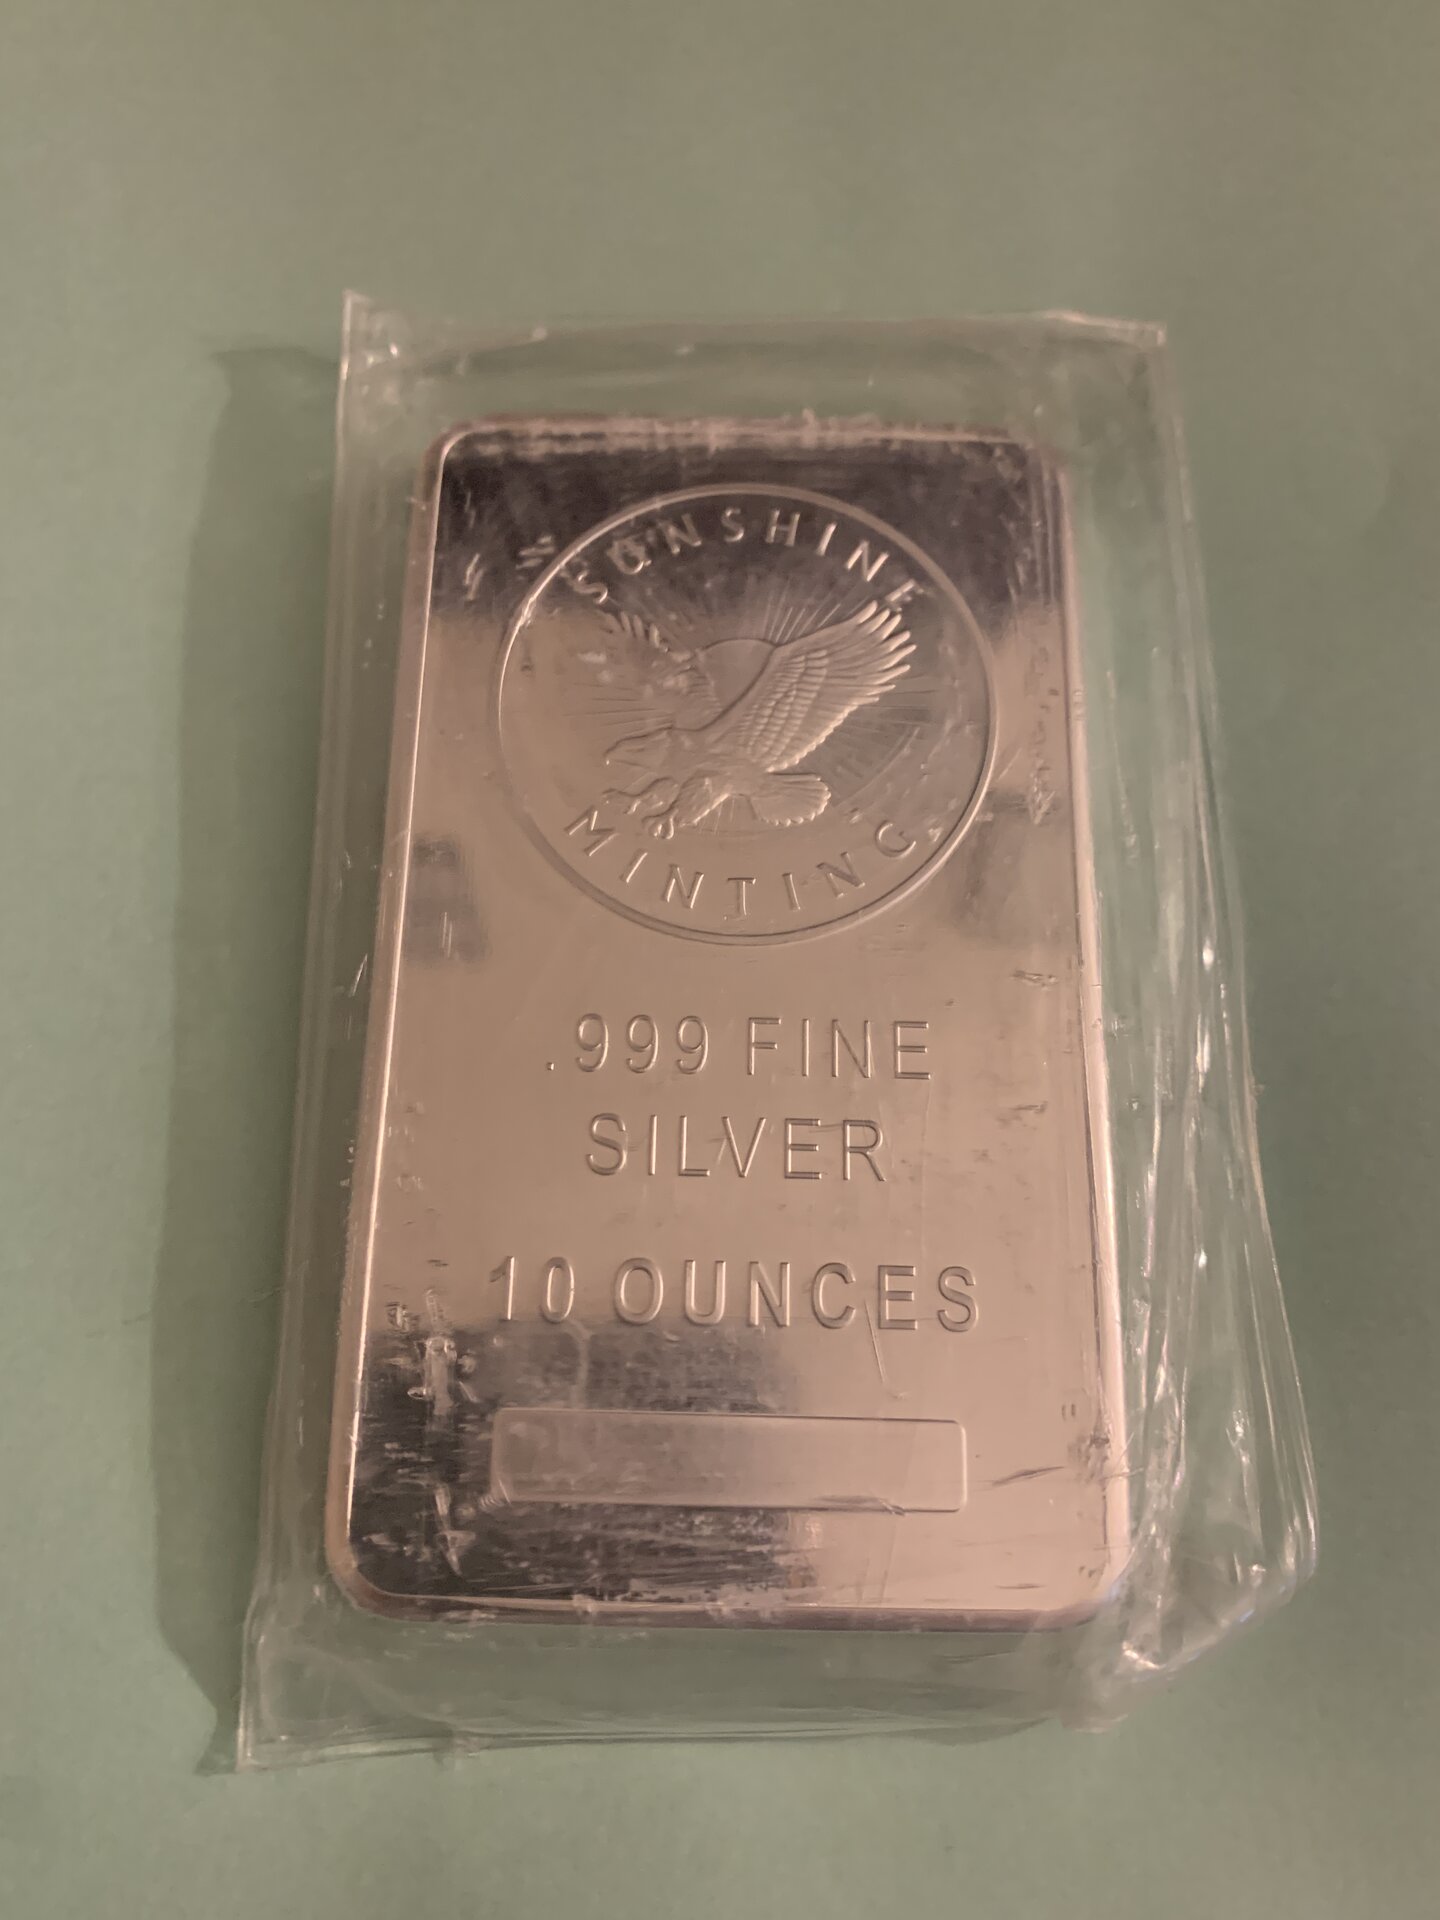 SUNSHINE
MINTING
.999 FINE
SILVER
10 OUNCES